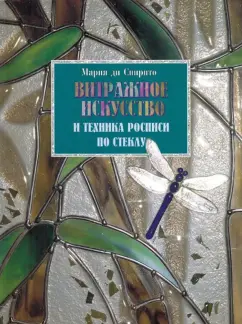 Мария ди Спирито
ВИТРАЖНОЕ
ИСКУССТВО
И ТЕХНИКА РОСПИСИ
ПО СТЕКЛУ